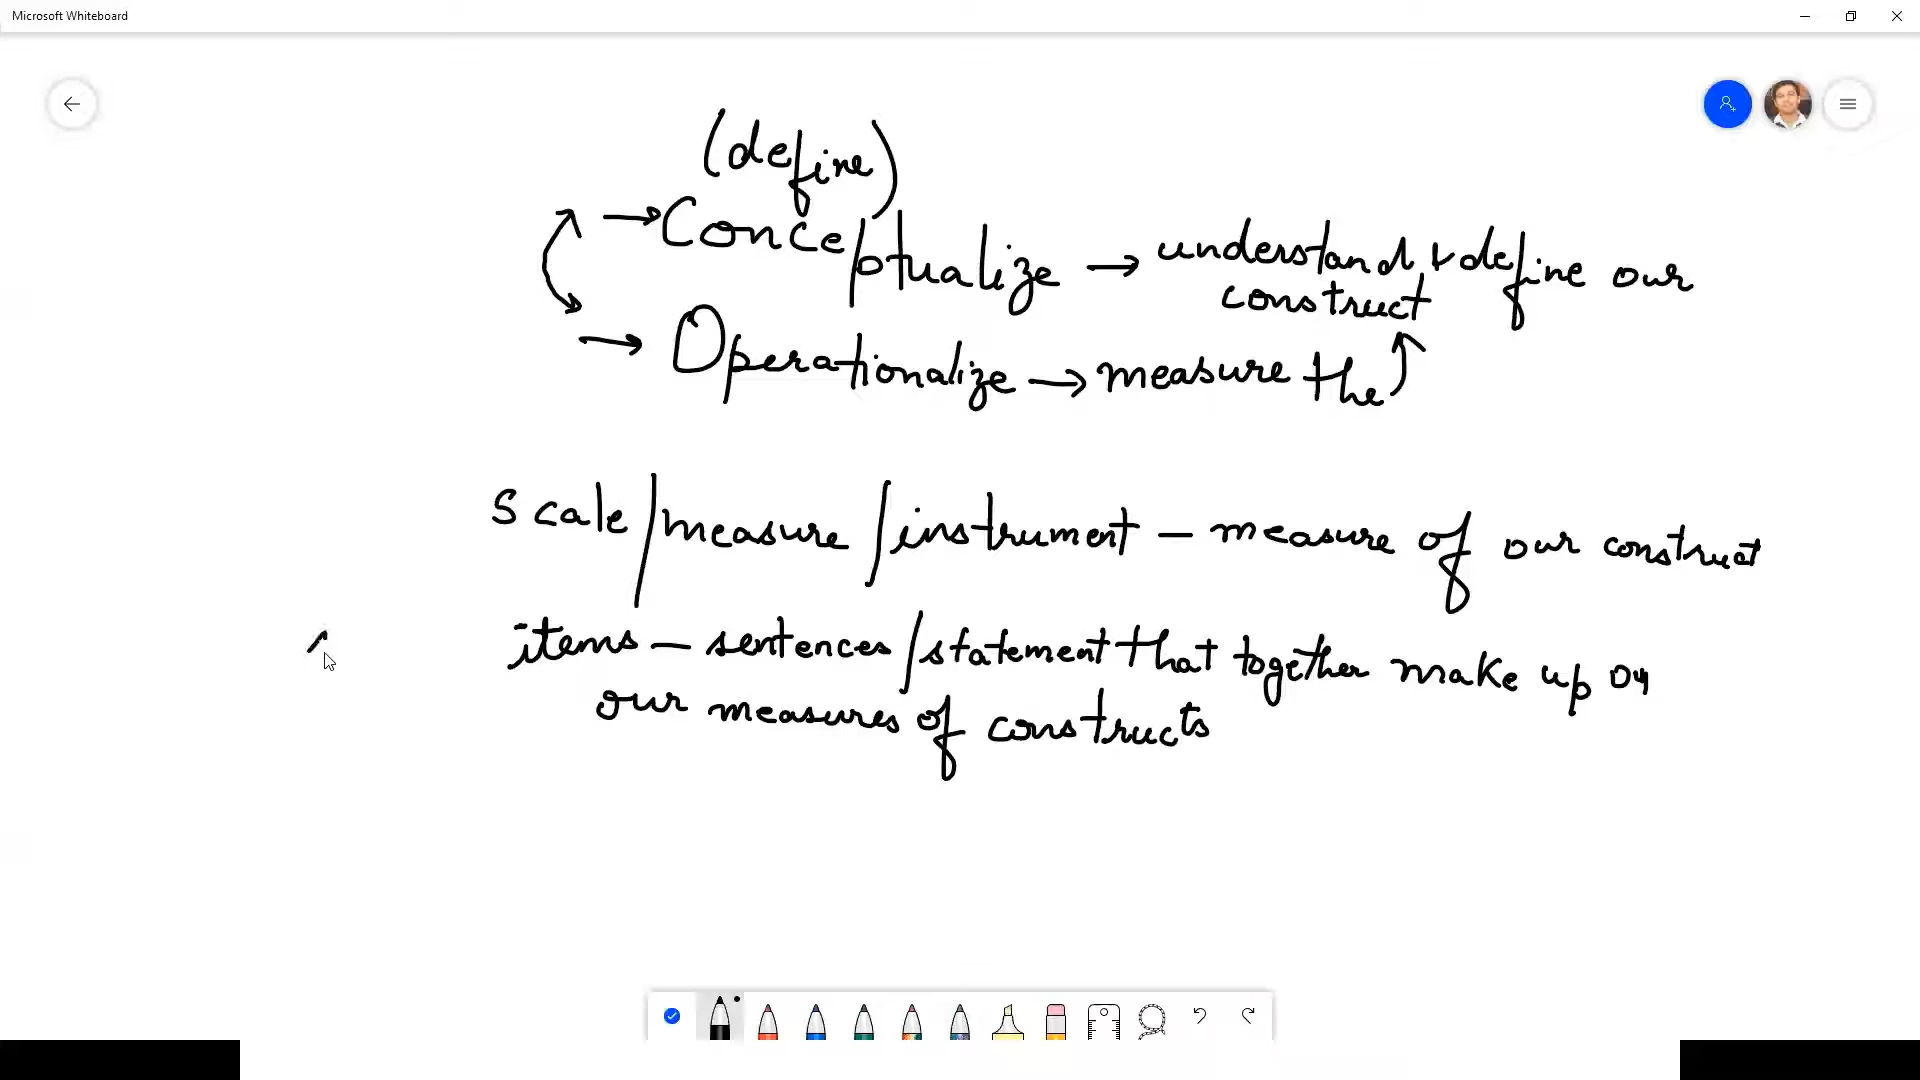 Microsoft Whiteboard
(define)
→ Conceptualize → understand & define our
construct
→ Operationalize → measure the
Scale/measure/instrument – measure of our construct
items – sentences/statement that together make up
our measures of constructs